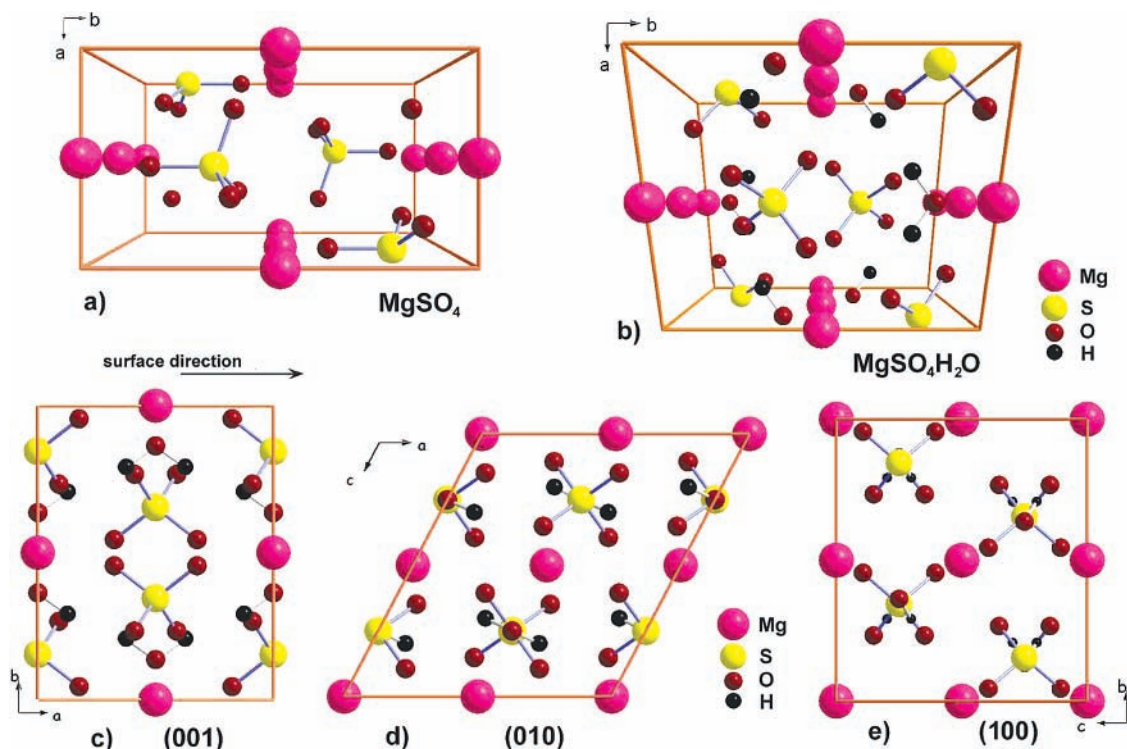 b
a
a)
MgSO4
b
a
b)
MgSO4H2O
Mg
S
O
H
surface direction
b
a
c) (001)
a
c
d) (010)
Mg
S
O
H
b
c
e) (100)